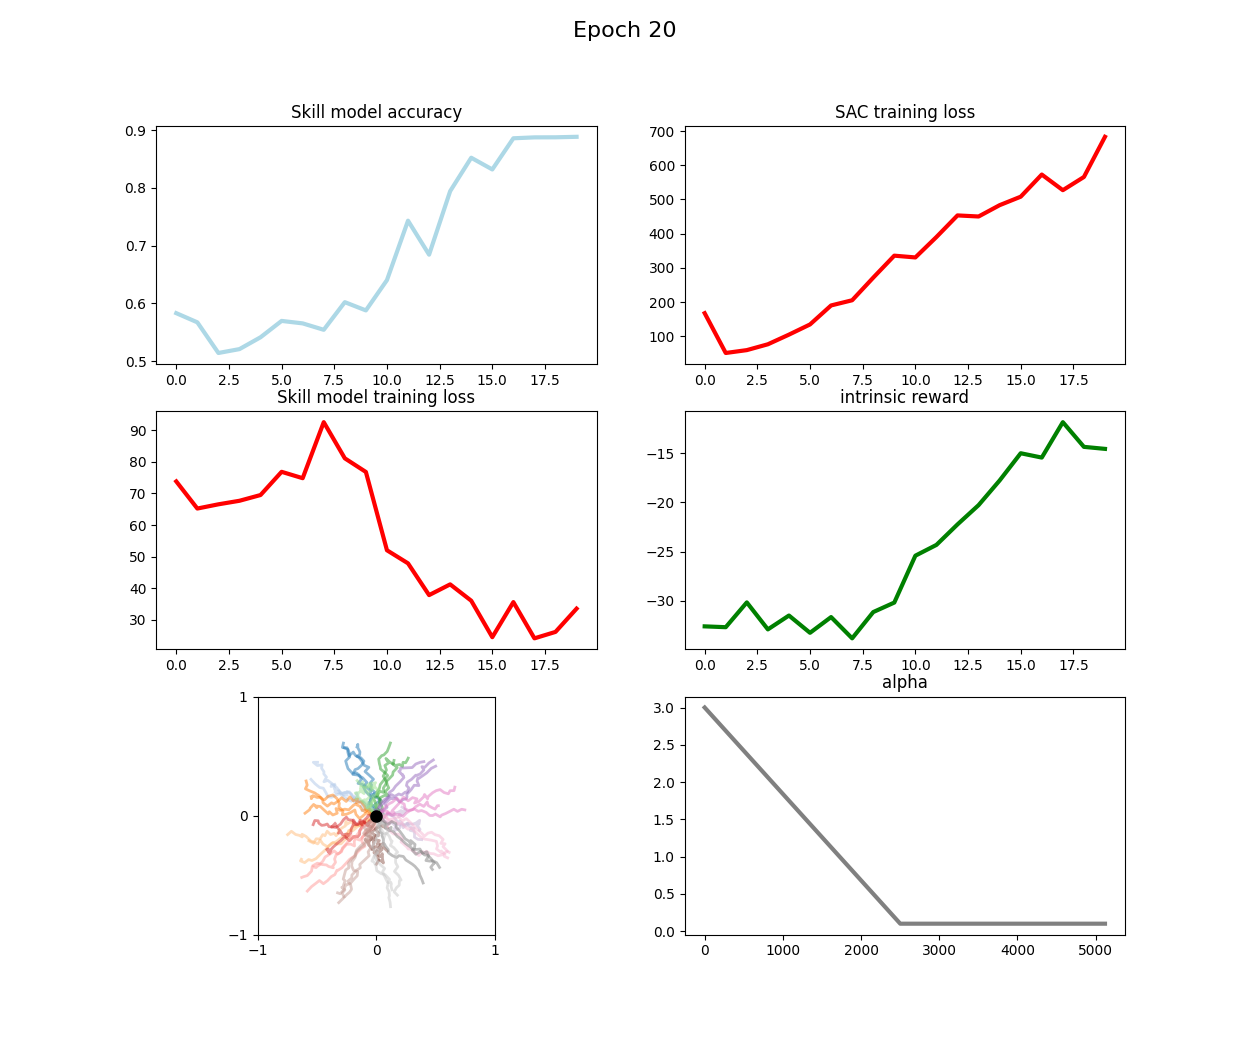 Epoch 20
Skill model accuracy
0.9
0.8
0.7
0.6
0.5
0.0 2.5 5.0 7.5 10.0 12.5 15.0 17.5
SAC training loss
700
600
500
400
300
200
100
0.0 2.5 5.0 7.5 10.0 12.5 15.0 17.5
Skill model training loss
90
80
70
60
50
40
30
0.0 2.5 5.0 7.5 10.0 12.5 15.0 17.5
intrinsic reward
−15
−20
−25
−30
0.0 2.5 5.0 7.5 10.0 12.5 15.0 17.5
1
0
−1
−1 0 1
alpha
3.0
2.5
2.0
1.5
1.0
0.5
0.0
0 1000 2000 3000 4000 5000